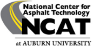 National Center for
Asphalt Technology
NCAT
at AUBURN UNIVERSITY